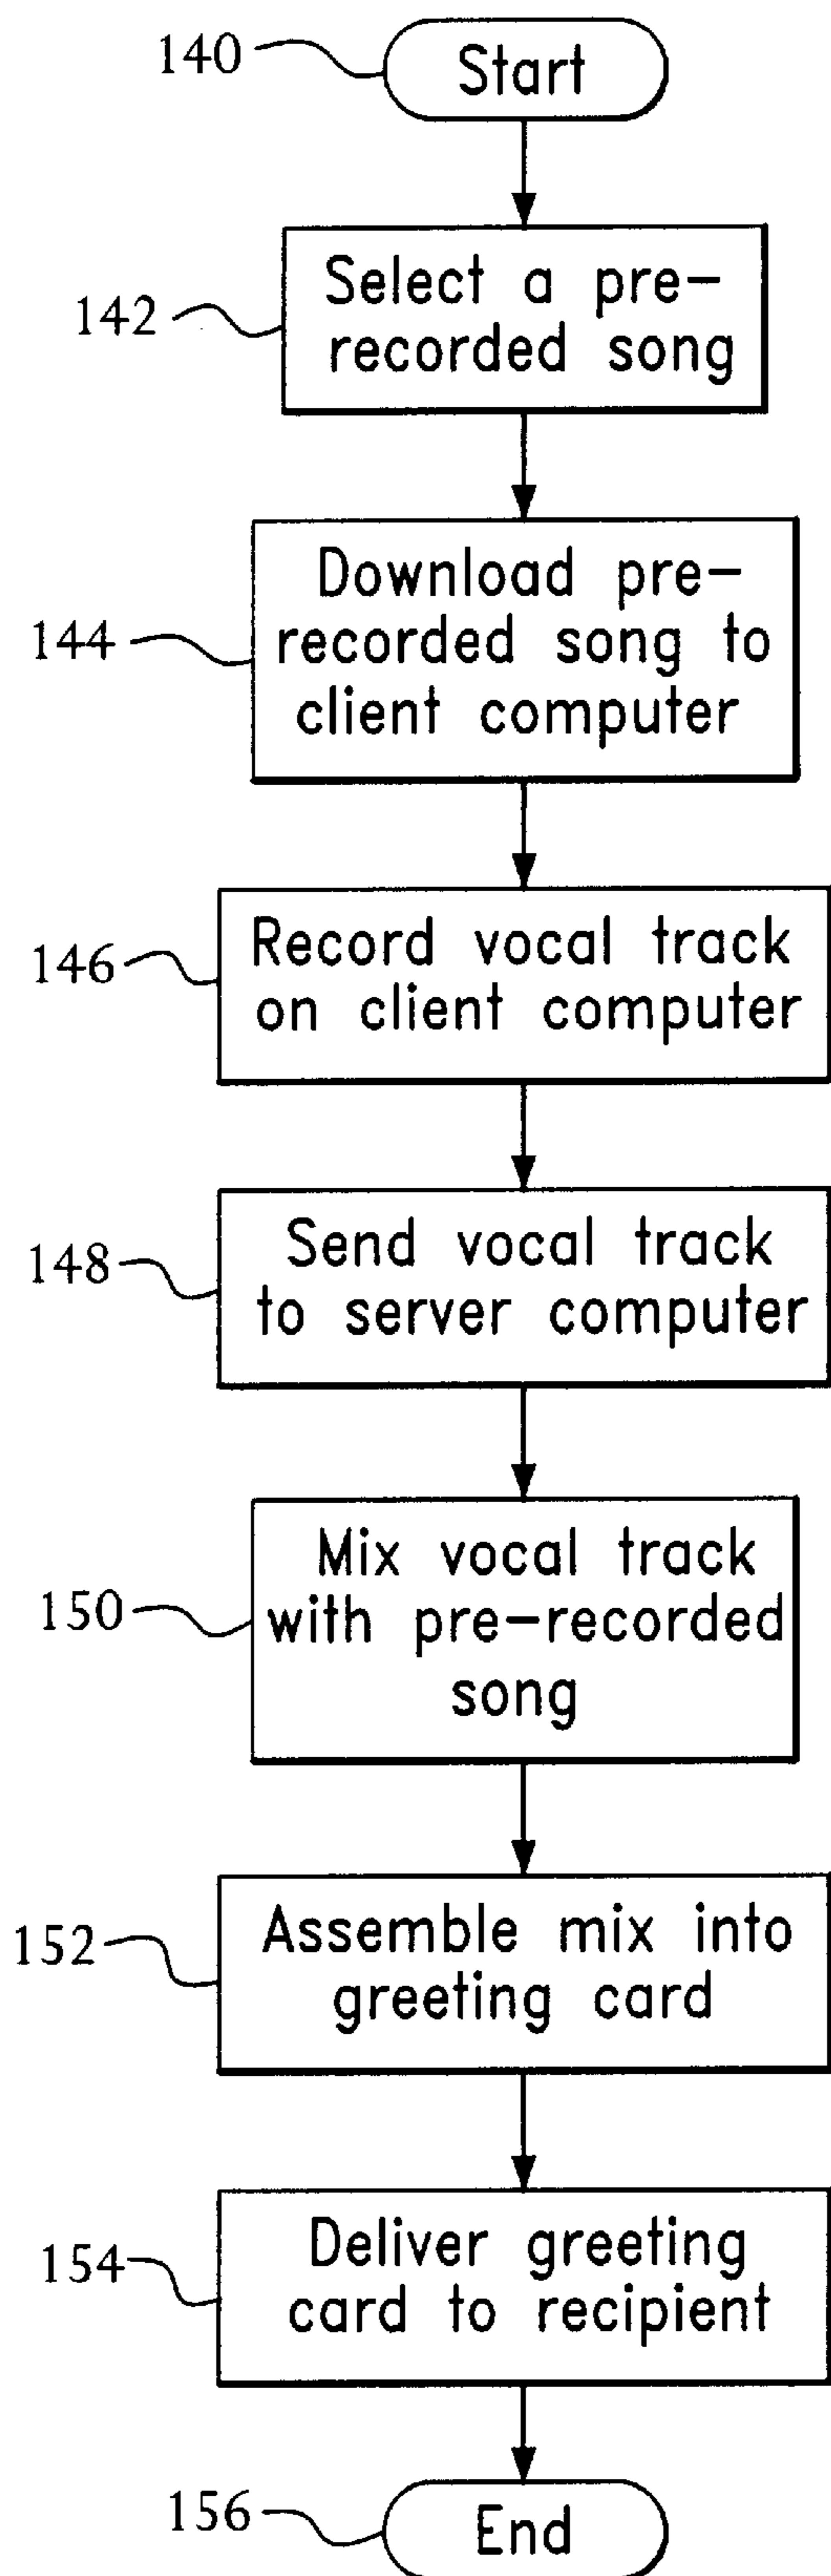 140
Start
142
Select a pre-
recorded song
144
Download pre-
recorded song to
client computer
146
Record vocal track
on client computer
148
Send vocal track
to server computer
150
Mix vocal track
with pre-recorded
song
152
Assemble mix into
greeting card
154
Deliver greeting
card to recipient
156
End